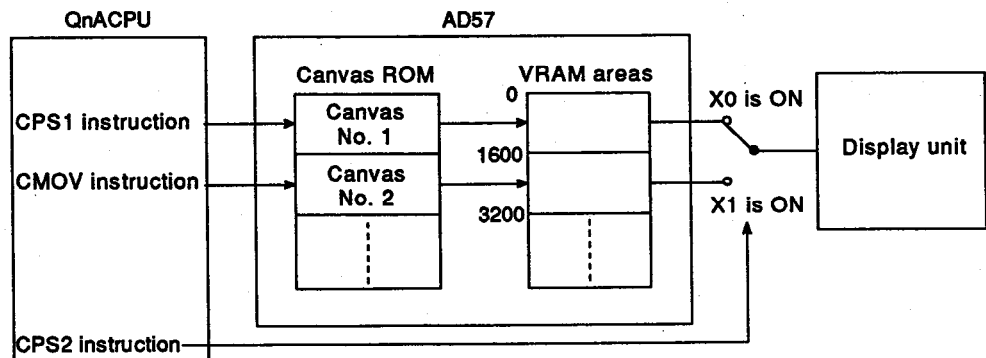 QnACPU
AD57
Canvas ROM
VRAM areas
0
X0 is ON
CPS1 instruction
Canvas
No. 1
Display unit
1600
CMOV instruction
Canvas
No. 2
X1 is ON
3200
CPS2 instruction